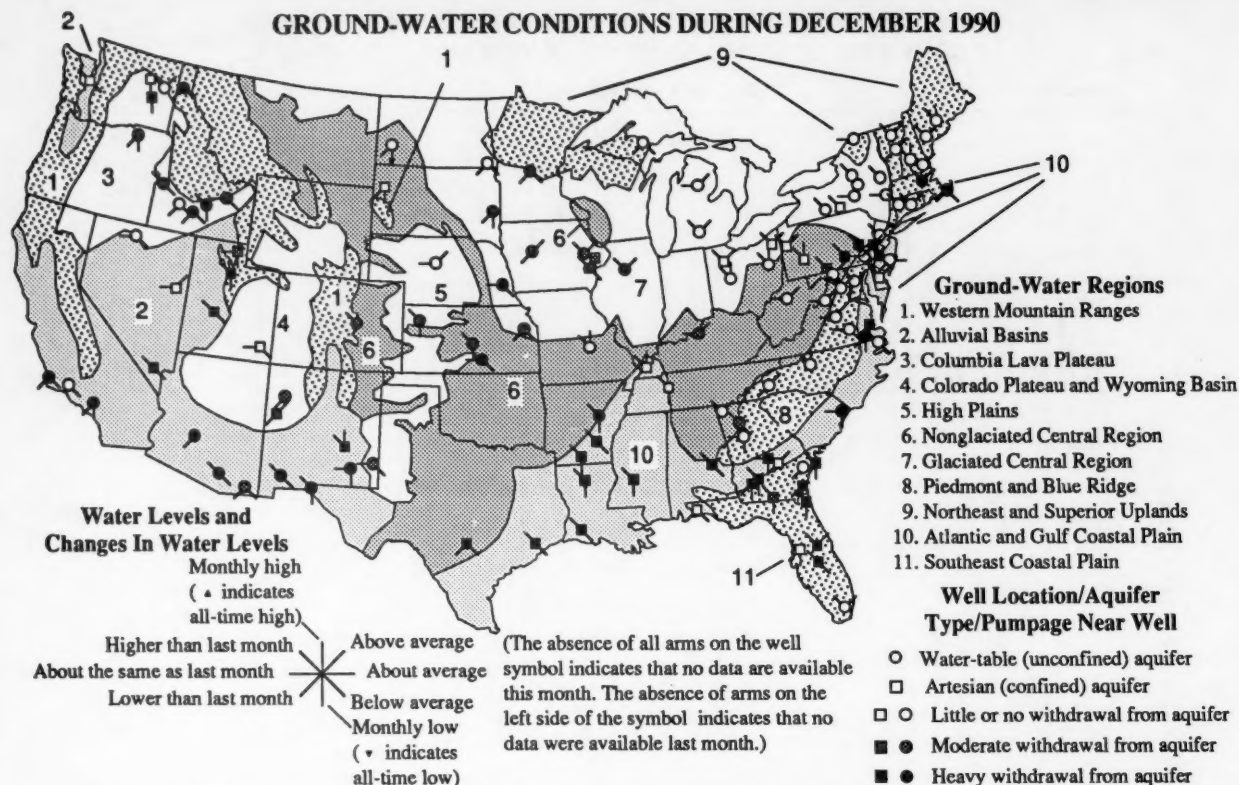 GROUND-WATER CONDITIONS DURING DECEMBER 1990
2
1
9
10
1
3
6
2
5
7
4
1
6
6
8
10
11
Ground-Water Regions
1. Western Mountain Ranges
2. Alluvial Basins
3. Columbia Lava Plateau
4. Colorado Plateau and Wyoming Basin
5. High Plains
6. Nonglaciated Central Region
7. Glaciated Central Region
8. Piedmont and Blue Ridge
9. Northeast and Superior Uplands
10. Atlantic and Gulf Coastal Plain
11. Southeast Coastal Plain
Water Levels and
Changes In Water Levels
Monthly high
( ▲ indicates
all-time high)
Higher than last month
About the same as last month
Lower than last month
Above average
About average
Below average
Monthly low
( ▼ indicates
all-time low)
(The absence of all arms on the well
symbol indicates that no data are available
this month. The absence of arms on the
left side of the symbol indicates that no
data were available last month.)
Well Location/Aquifer
Type/Pumpage Near Well
Water-table (unconfined) aquifer
Artesian (confined) aquifer
Little or no withdrawal from aquifer
Moderate withdrawal from aquifer
Heavy withdrawal from aquifer